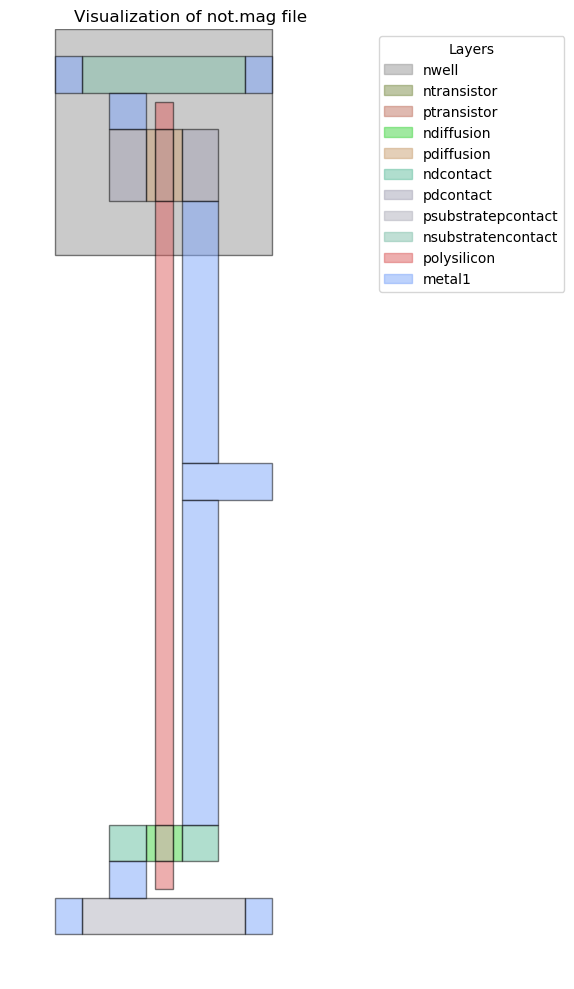 Visualization of not.mag file
Layers
nwell
ntransistor
ptransistor
ndiffusion
pdiffusion
ndcontact
pdcontact
psubstratepcontact
nsubstratencontact
polysilicon
metal1